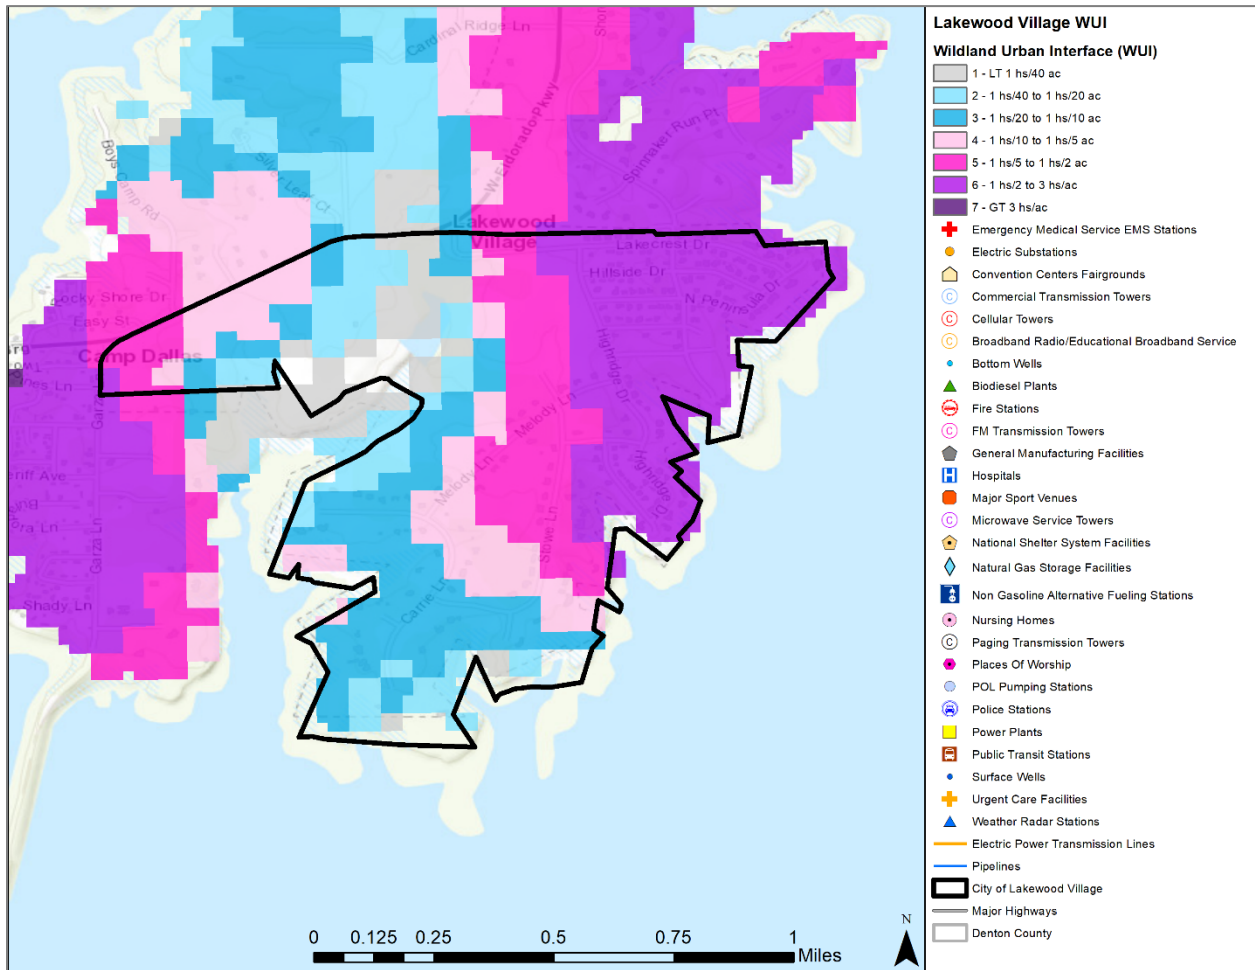 Cardinal Ridge Ln
W Eldorado Pkwy
Boys Camp Rd
Silver Leaf Ct
Spinnaker Run Pt
Lakewood
Village
Lakecrest Dr
Hillside Dr
N Peninsula Dr
Rocky Shore Dr
Easy St
Camp Dallas
Highridge Dr
Garza Ln
Melody Ln
Melody Ln
Highridge Dr
Stowe Ln
Garza Ln
Carrie Ln
Shady Ln
0 0.125 0.25 0.5 0.75 1
Miles
N
Lakewood Village WUI
Wildland Urban Interface (WUI)
1 - LT 1 hs/40 ac
2 - 1 hs/40 to 1 hs/20 ac
3 - 1 hs/20 to 1 hs/10 ac
4 - 1 hs/10 to 1 hs/5 ac
5 - 1 hs/5 to 1 hs/2 ac
6 - 1 hs/2 to 3 hs/ac
7 - GT 3 hs/ac
Emergency Medical Service EMS Stations
Electric Substations
Convention Centers Fairgrounds
C Commercial Transmission Towers
C Cellular Towers
C Broadband Radio/Educational Broadband Service
Bottom Wells
Biodiesel Plants
Fire Stations
C FM Transmission Towers
General Manufacturing Facilities
H Hospitals
Major Sport Venues
C Microwave Service Towers
National Shelter System Facilities
Natural Gas Storage Facilities
Non Gasoline Alternative Fueling Stations
Nursing Homes
C Paging Transmission Towers
Places Of Worship
POL Pumping Stations
Police Stations
Power Plants
Public Transit Stations
Surface Wells
Urgent Care Facilities
Weather Radar Stations
Electric Power Transmission Lines
Pipelines
City of Lakewood Village
Major Highways
Denton County